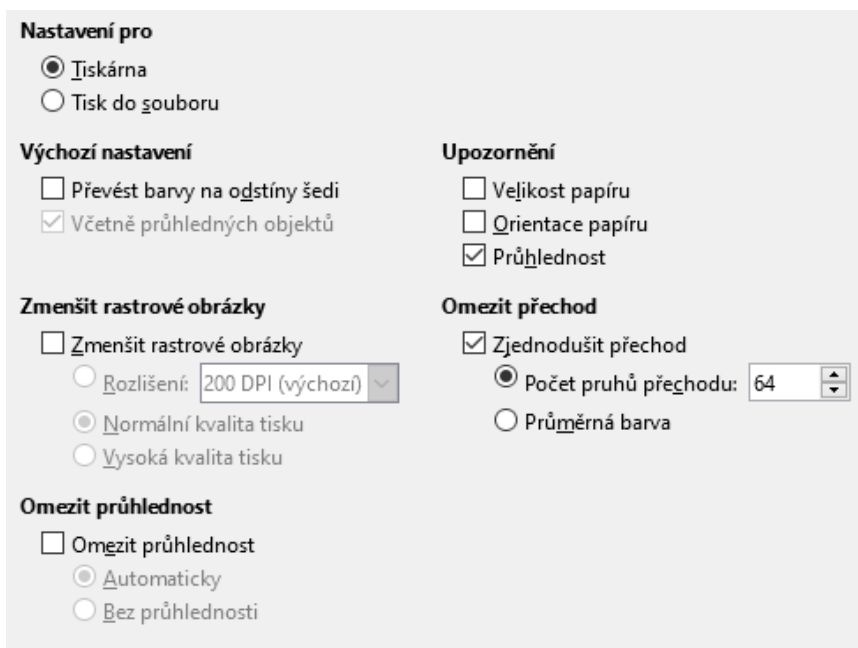 Nastavení pro
Tiskárna
Tisk do souboru
Výchozí nastavení
Převést barvy na odstíny šedi
Včetně průhledných objektů
Upozornění
Velikost papíru
Orientace papíru
Průhlednost
Zmenšit rastrové obrázky
Zmenšit rastrové obrázky
Rozlišení: 200 DPI (výchozí)
Normální kvalita tisku
Vysoká kvalita tisku
Omezit přechod
Zjednodušit přechod
Počet pruhů přechodu: 64
Průměrná barva
Omezit průhlednost
Omezit průhlednost
Automaticky
Bez průhlednosti